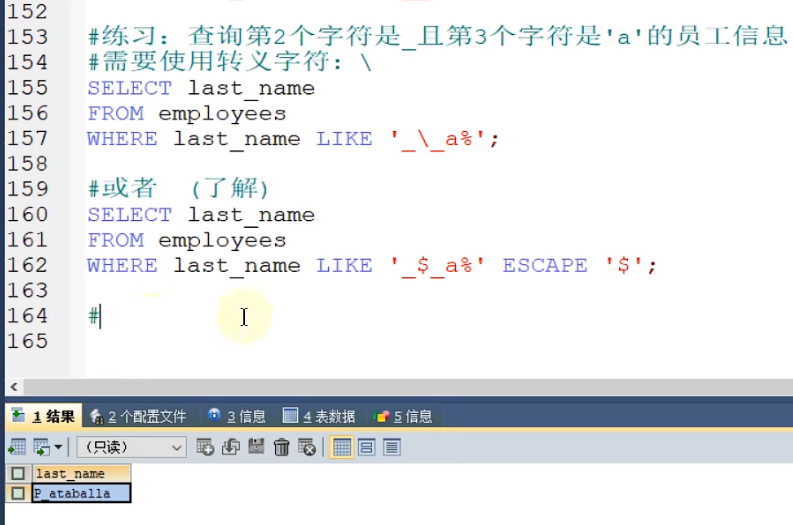 152
153 #练习：查询第2个字符是_且第3个字符是'a'的员工信息
154 #需要使用转义字符：\
155 SELECT last_name
156 FROM employees
157 WHERE last_name LIKE '_\_a%';
158
159 #或者 (了解)
160 SELECT last_name
161 FROM employees
162 WHERE last_name LIKE '_$_a%' ESCAPE '$';
163
164 #
165
1 结果 2 个配置文件 3 信息 4 表数据 5 信息
(只读)
last_name
P_ataballa